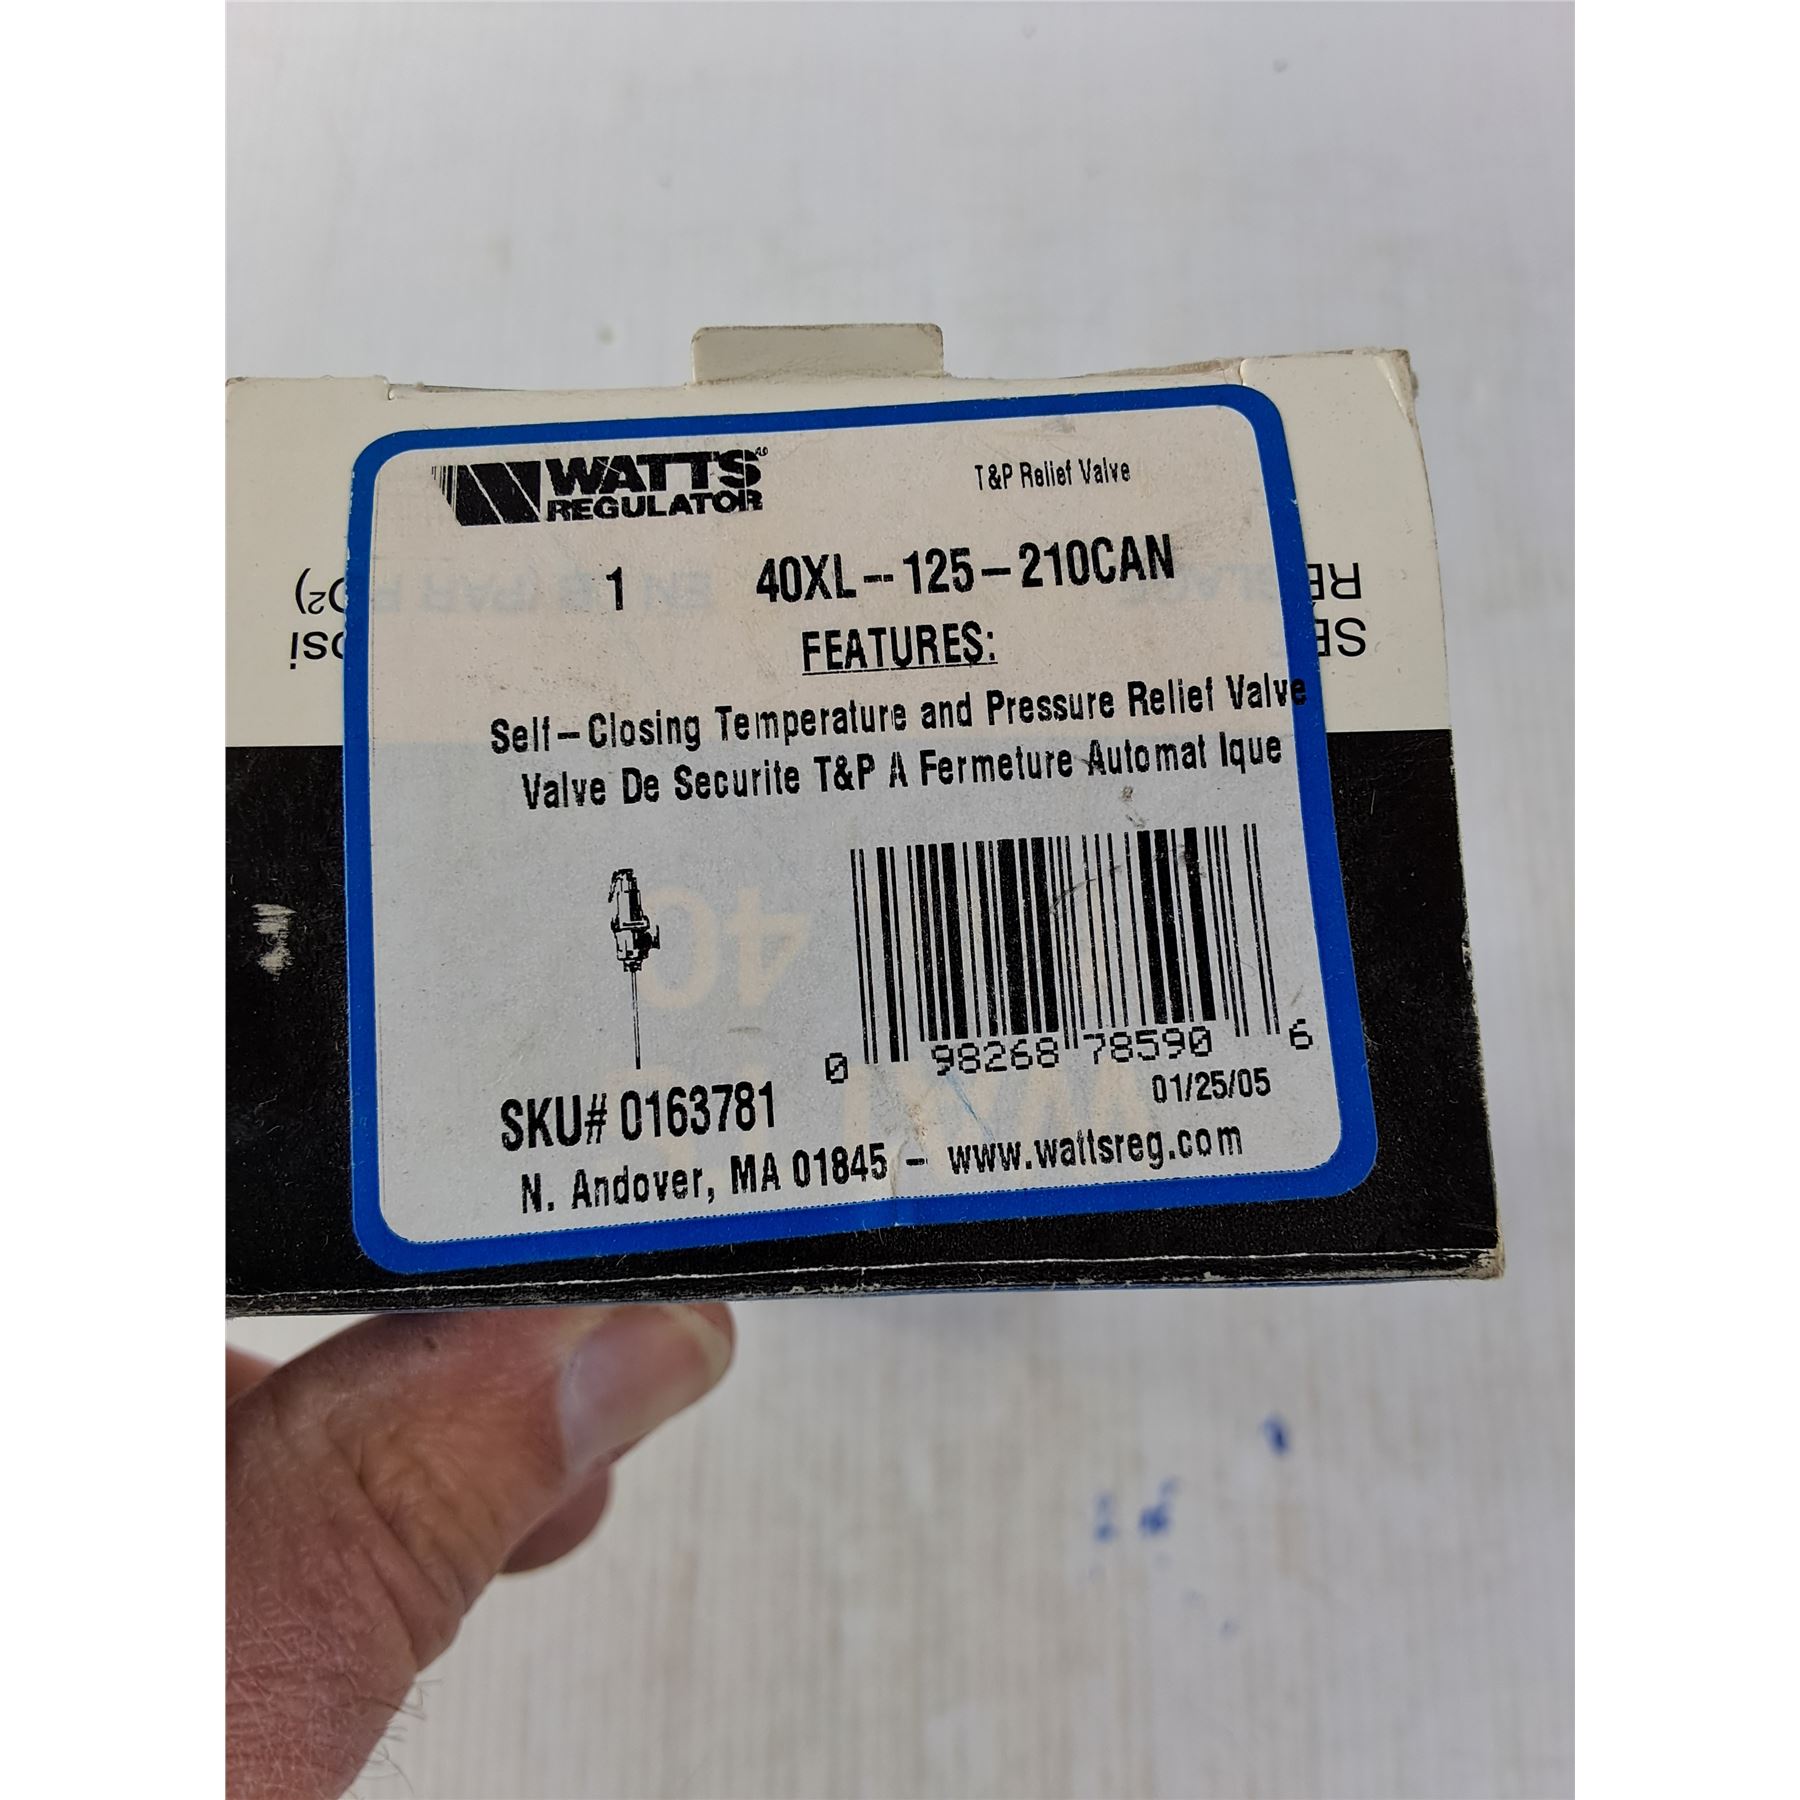 WATTS®
REGULATOR
T&P Relief Valve
1 40XL--125-210CAN
FEATURES:
Self-Closing Temperature and Pressure Relief Valve
Valve De Securite T&P A Fermeture Automat Ique
0 98268 78590 6
01/25/05
SKU# 0163781
N. Andover, MA 01845 - www.wattsreg.com